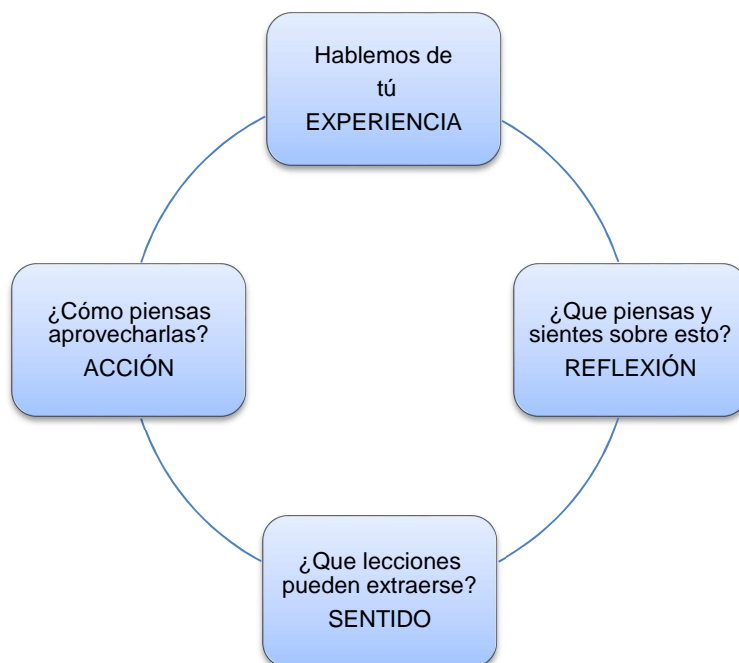 Hablemos de
tú
EXPERIENCIA
¿Cómo piensas
aprovecharlas?
ACCIÓN
¿Que piensas y
sientes sobre esto?
REFLEXIÓN
¿Que lecciones
pueden extraerse?
SENTIDO